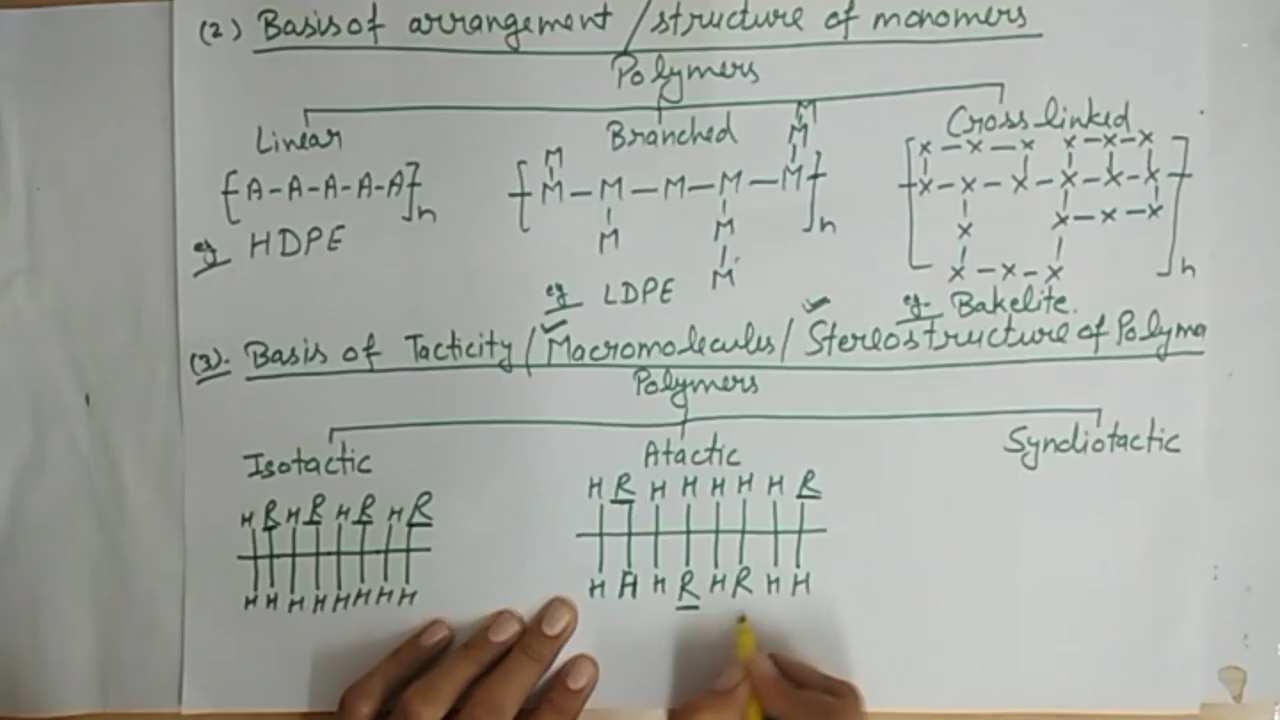 (2) Basis of arrangement / structure of monomers
Polymers
Linear Branched Cross linked
[A-A-A-A-A]n
M
M-M-M-M-M
M M
M M
M
n
x-x-x x-x-x
x-x-x-x-x-x
x x-x-x
x-x-x
n
eg HDPE
eg LDPE
eg. Bakelite.
(3). Basis of Tacticity / Macromolecules / Stereostructure of Polyme
Polymers
Isotactic Atactic Syndiotactic
H R H R H R H R
H H H H H H H H
H R H H H H H R
H H H R H R H H